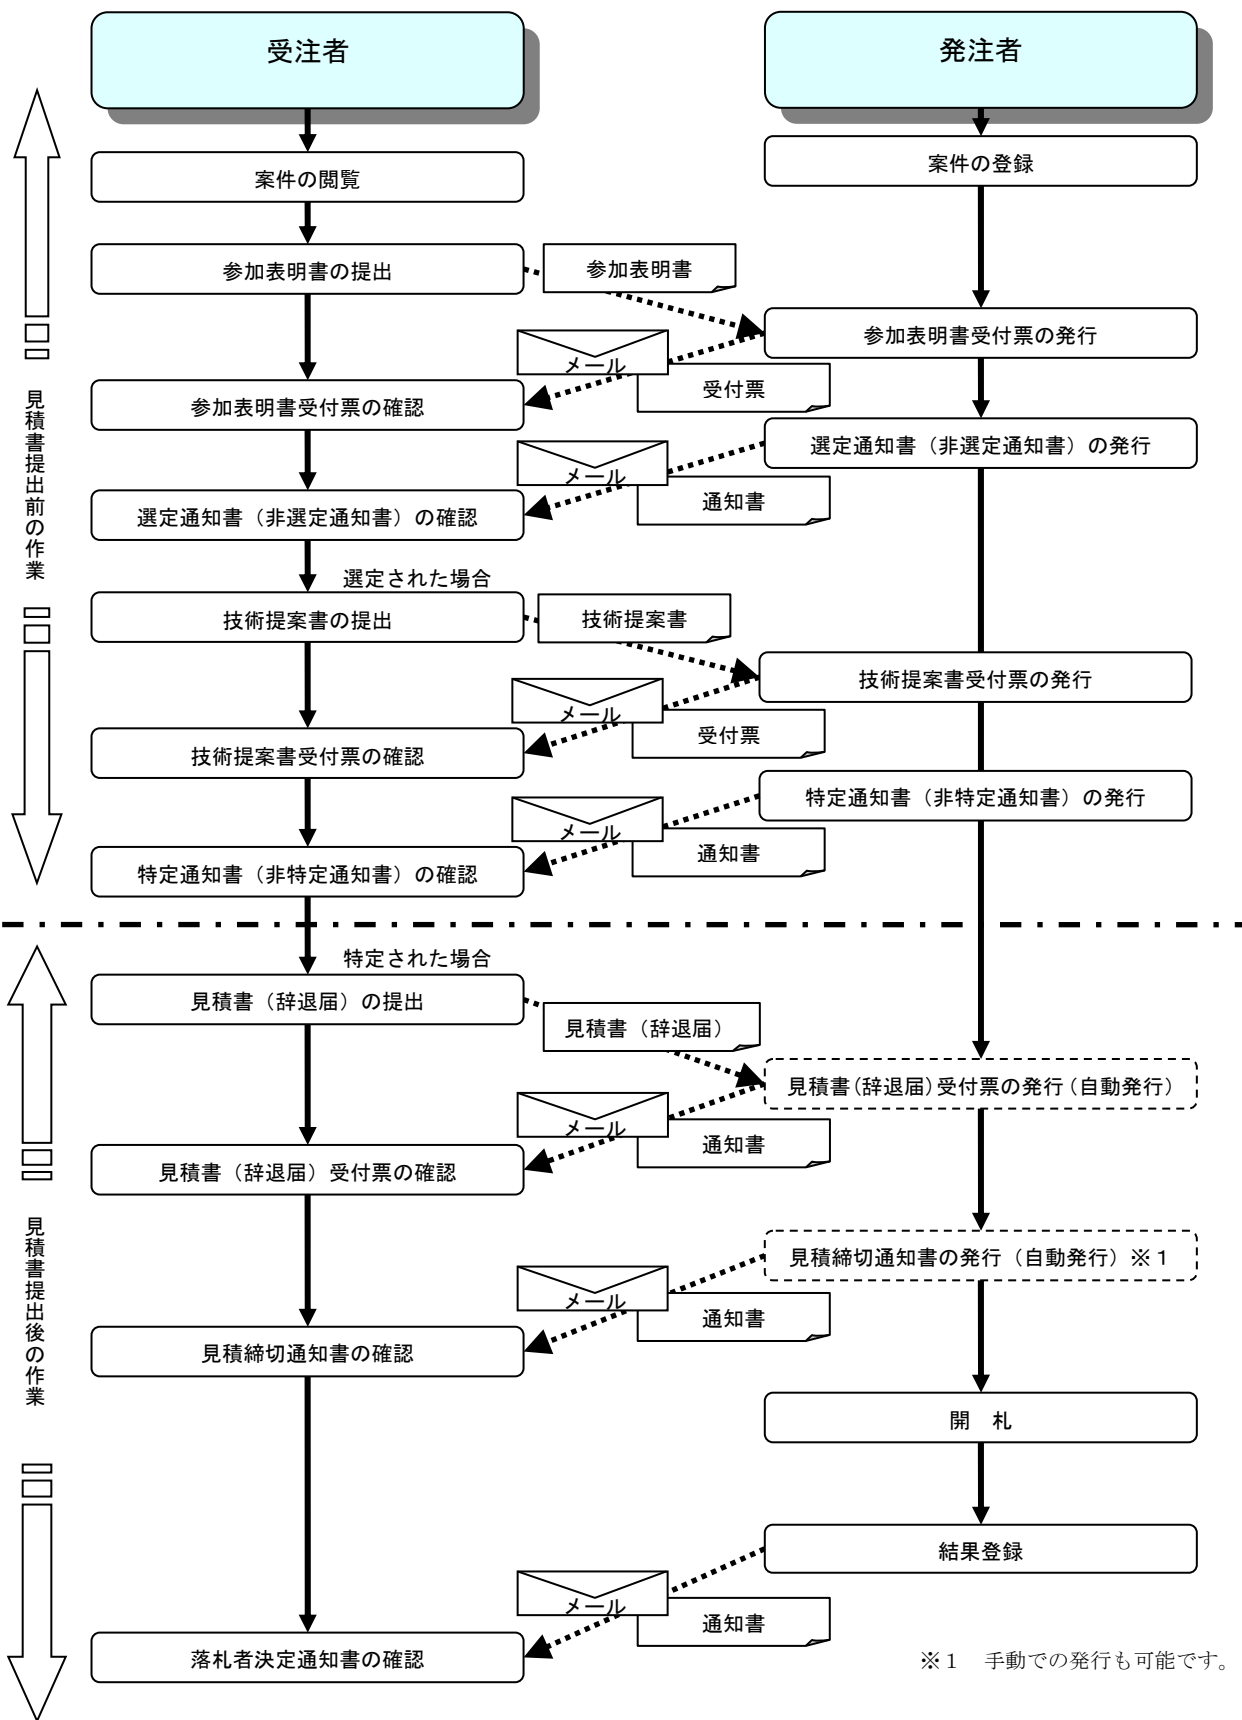 受注者
発注者
案件の閲覧
案件の登録
参加表明書の提出
参加表明書
参加表明書受付票の発行
メール
受付票
参加表明書受付票の確認
選定通知書（非選定通知書）の発行
メール
通知書
選定通知書（非選定通知書）の確認
選定された場合
技術提案書の提出
技術提案書
技術提案書受付票の発行
メール
受付票
技術提案書受付票の確認
特定通知書（非特定通知書）の発行
メール
通知書
特定通知書（非特定通知書）の確認
見積書提出前の作業
特定された場合
見積書（辞退届）の提出
見積書（辞退届）
見積書（辞退届）受付票の発行（自動発行）
メール
通知書
見積書（辞退届）受付票の確認
見積締切通知書の発行（自動発行）※１
メール
通知書
見積締切通知書の確認
見積書提出後の作業
開　札
結果登録
メール
通知書
落札者決定通知書の確認
※１　手動での発行も可能です。